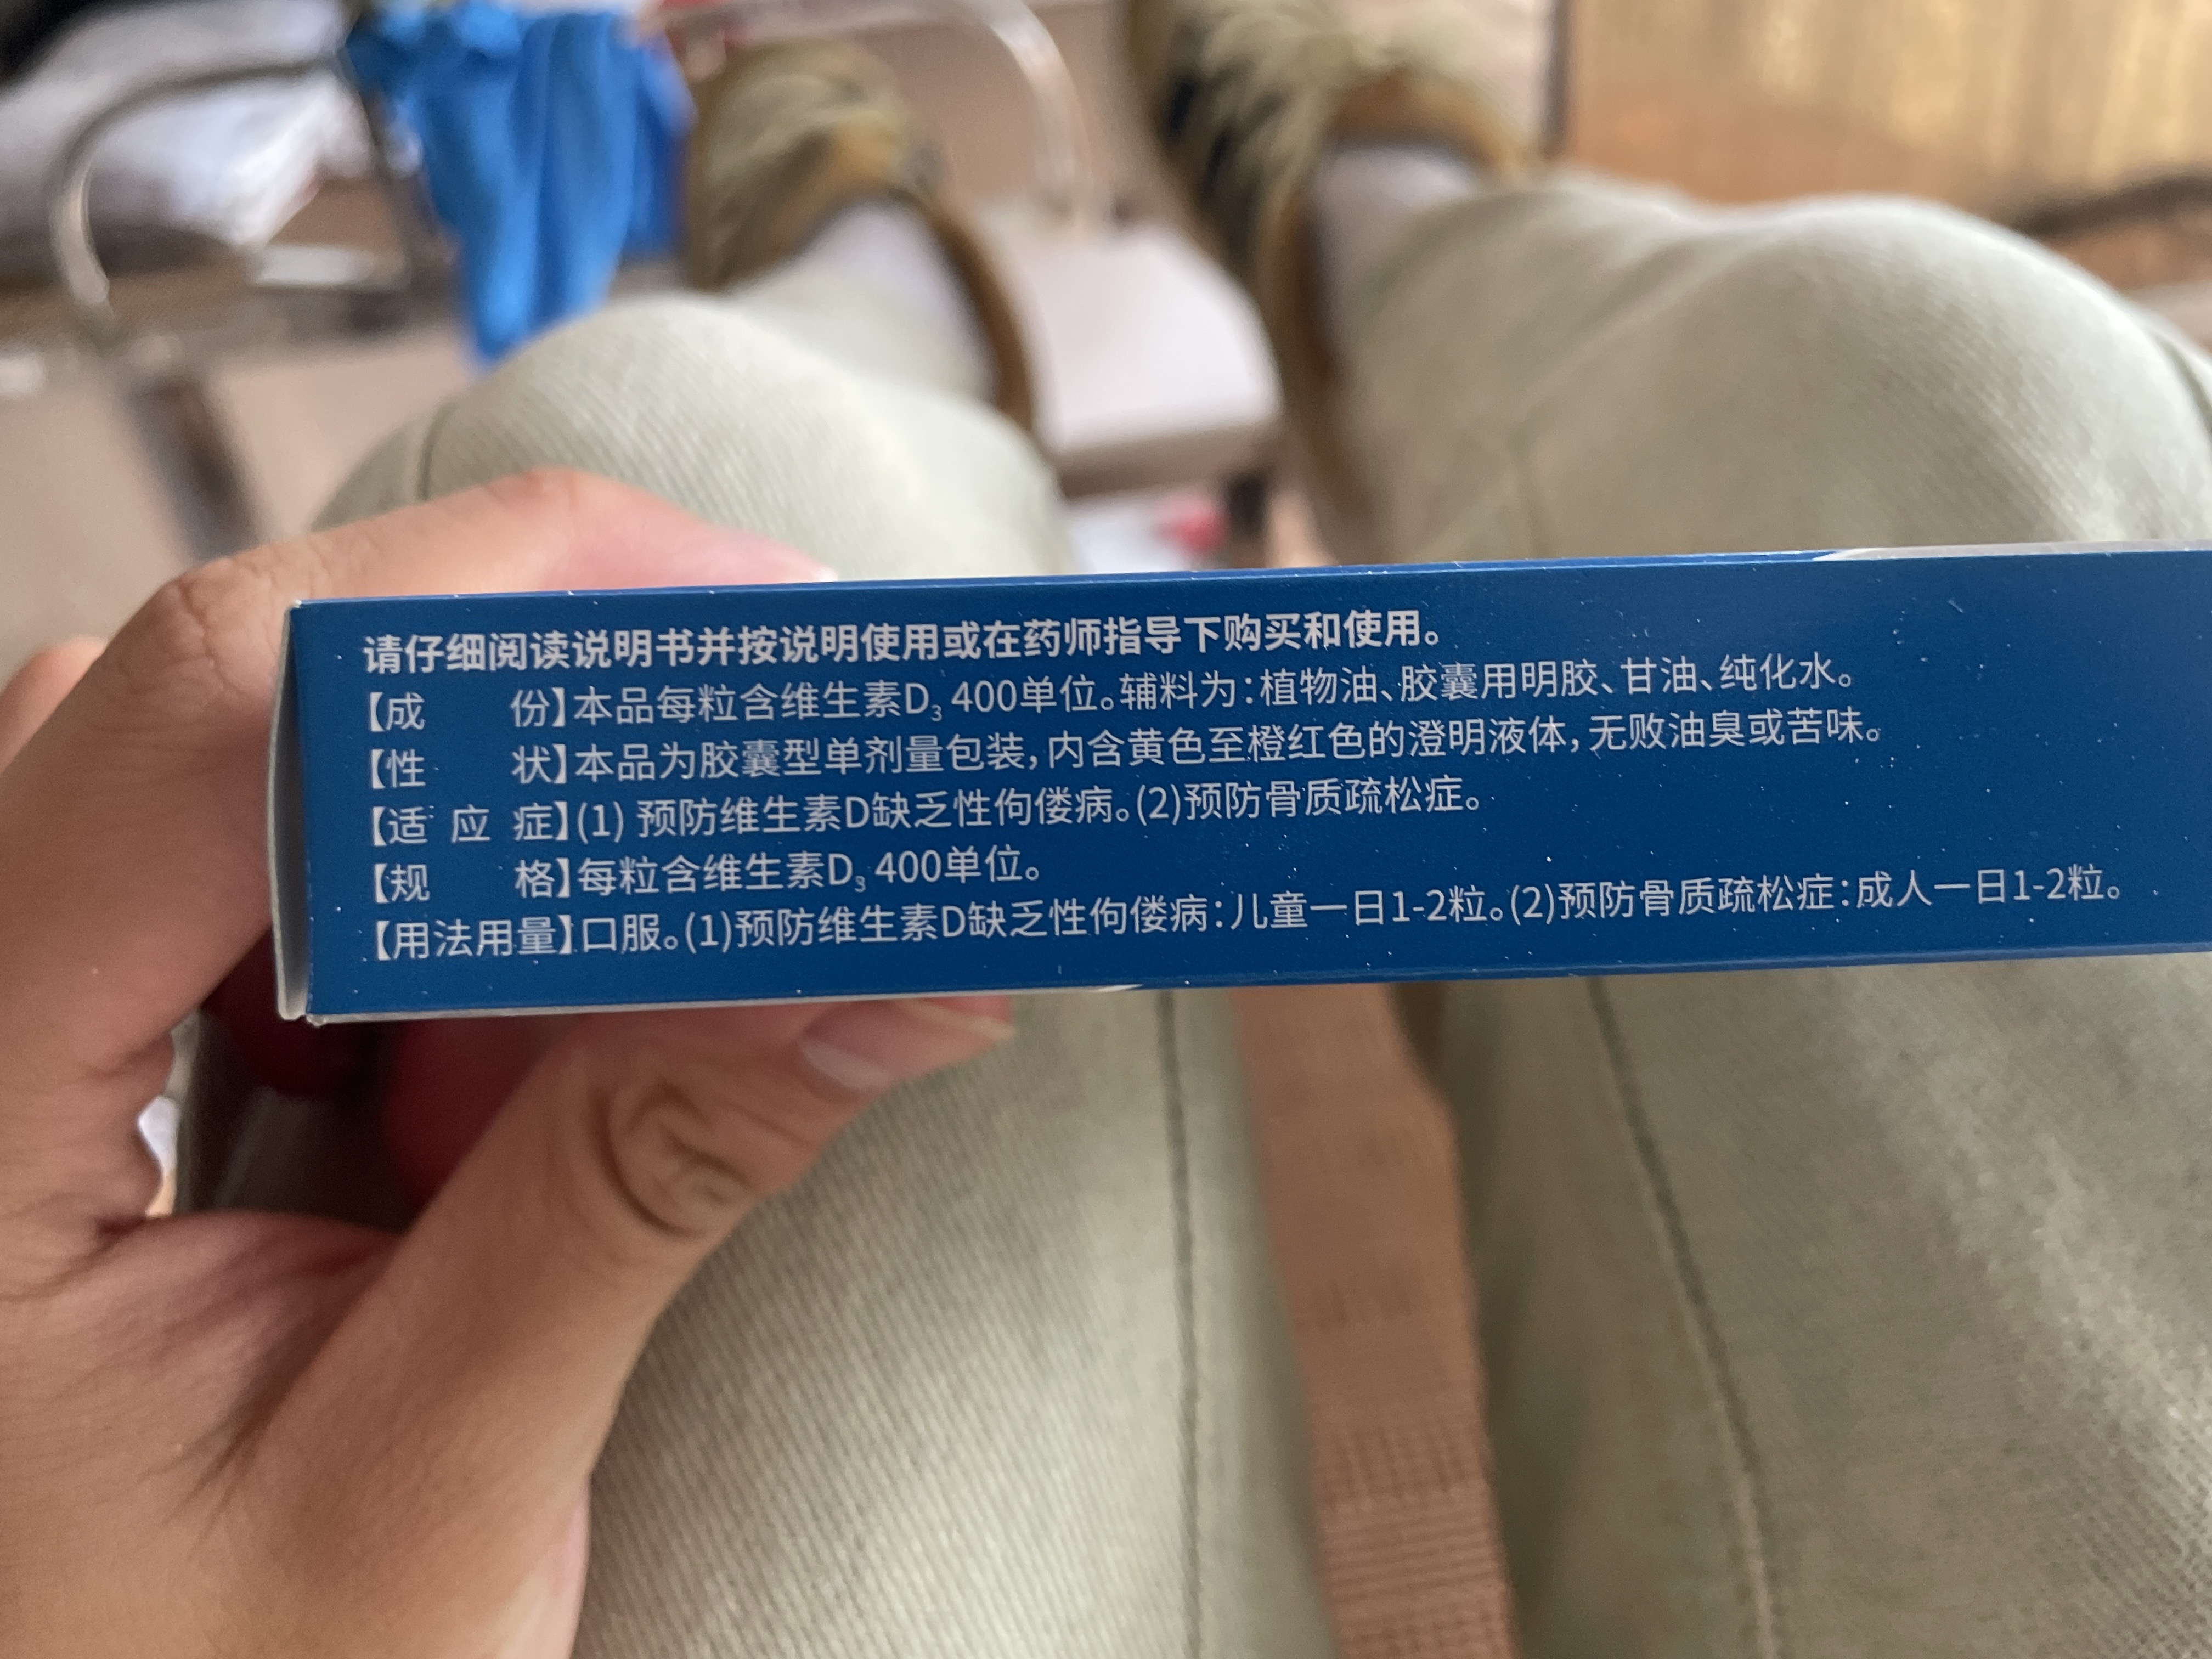 请仔细阅读说明书并按说明使用或在药师指导下购买和使用。
【成 份】本品每粒含维生素D₃ 400单位。辅料为：植物油、胶囊用明胶、甘油、纯化水。
【性 状】本品为胶囊型单剂量包装，内含黄色至橙红色的澄明液体，无败油臭或苦味。
【适 应 症】(1) 预防维生素D缺乏性佝偻病。(2)预防骨质疏松症。
【规 格】每粒含维生素D₃ 400单位。
【用法用量】口服。(1)预防维生素D缺乏性佝偻病：儿童一日1-2粒。(2)预防骨质疏松症：成人一日1-2粒。